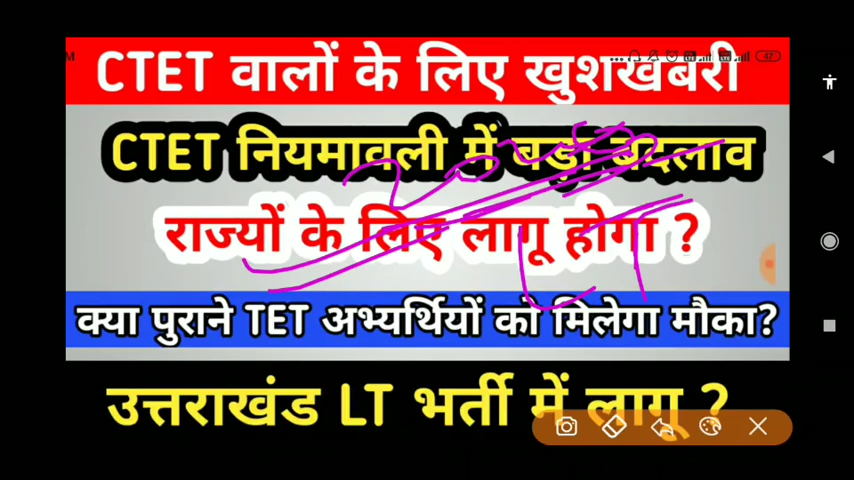 CTET वालों के लिए खुशखबरी
CTET नियमावली में बड़ा बदलाव
राज्यों के लिए लागू होगा ?
क्या पुराने TET अभ्यर्थियों को मिलेगा मौका?
उत्तराखंड LT भर्ती में लागू ?